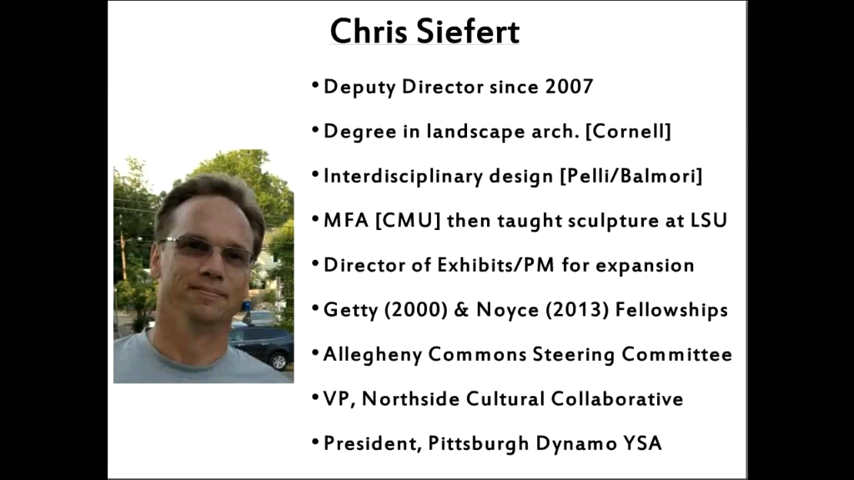 Chris Siefert
• Deputy Director since 2007
• Degree in landscape arch. [Cornell]
• Interdisciplinary design [Pelli/Balmori]
• MFA [CMU] then taught sculpture at LSU
• Director of Exhibits/PM for expansion
• Getty (2000) & Noyce (2013) Fellowships
• Allegheny Commons Steering Committee
• VP, Northside Cultural Collaborative
• President, Pittsburgh Dynamo YSA